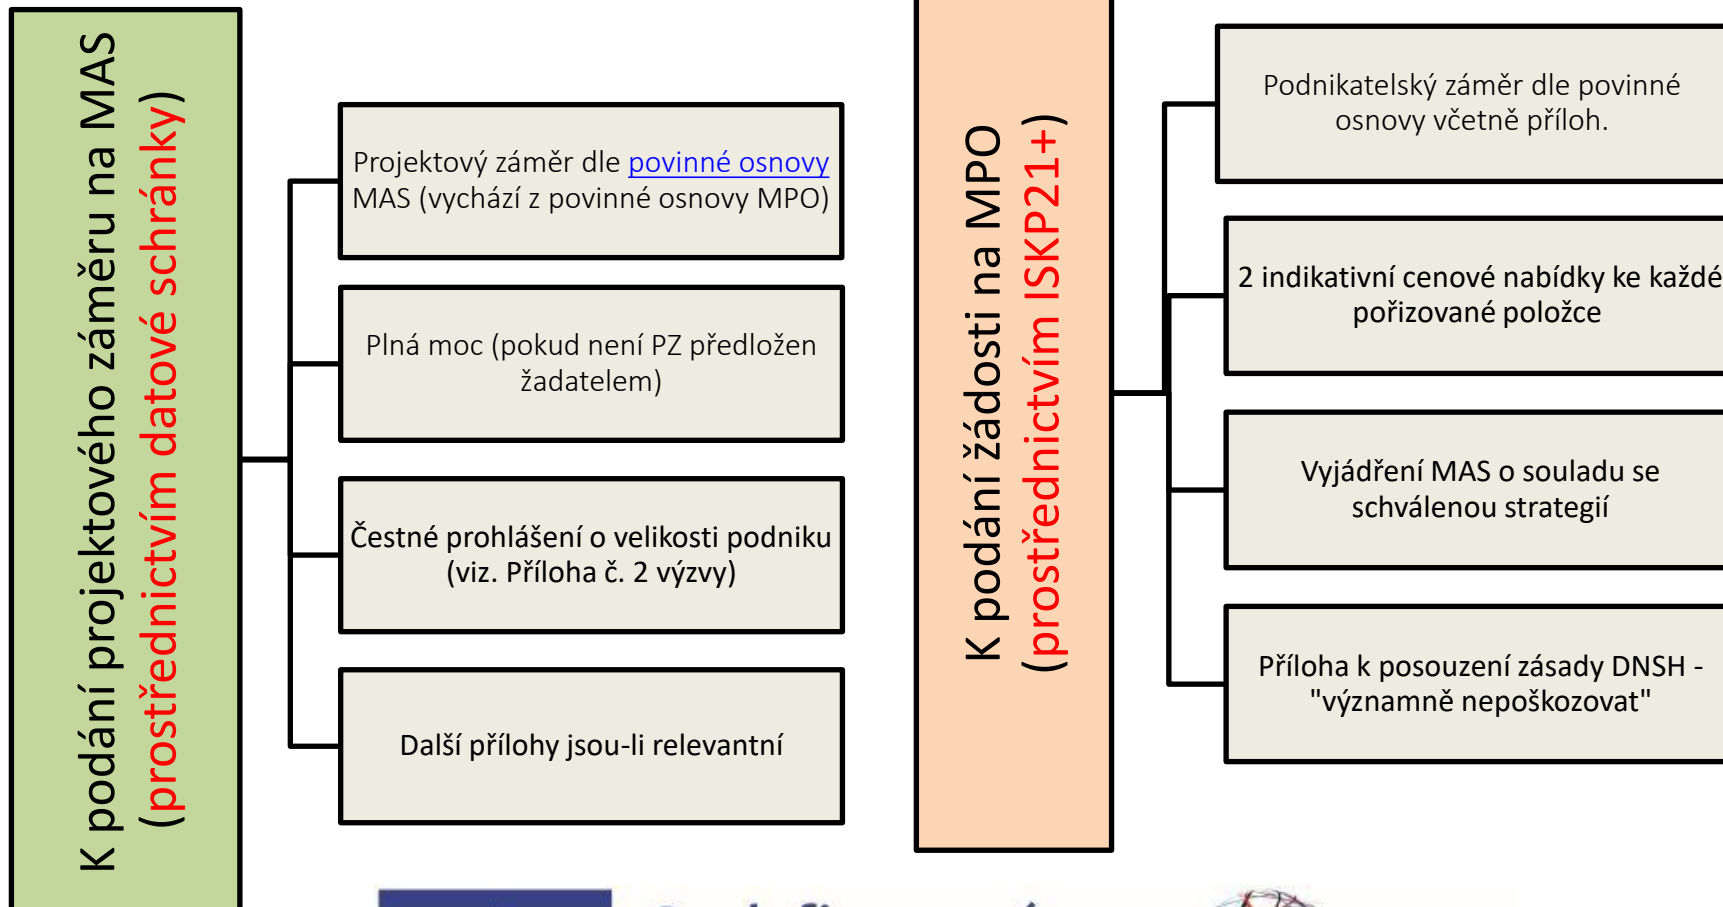 K podání projektového záměru na MAS
(prostřednictvím datové schránky)
Projektový záměr dle povinné osnovy
MAS (vychází z povinné osnovy MPO)
Plná moc (pokud není PZ předložen
žadatelem)
Čestné prohlášení o velikosti podniku
(viz. Příloha č. 2 výzvy)
Další přílohy jsou-li relevantní
K podání žádosti na MPO
(prostřednictvím ISKP21+)
Podnikatelský záměr dle povinné
osnovy včetně příloh.
2 indikativní cenové nabídky ke každé
pořizované položce
Vyjádření MAS o souladu se
schválenou strategií
Příloha k posouzení zásady DNSH -
"významně nepoškozovat"